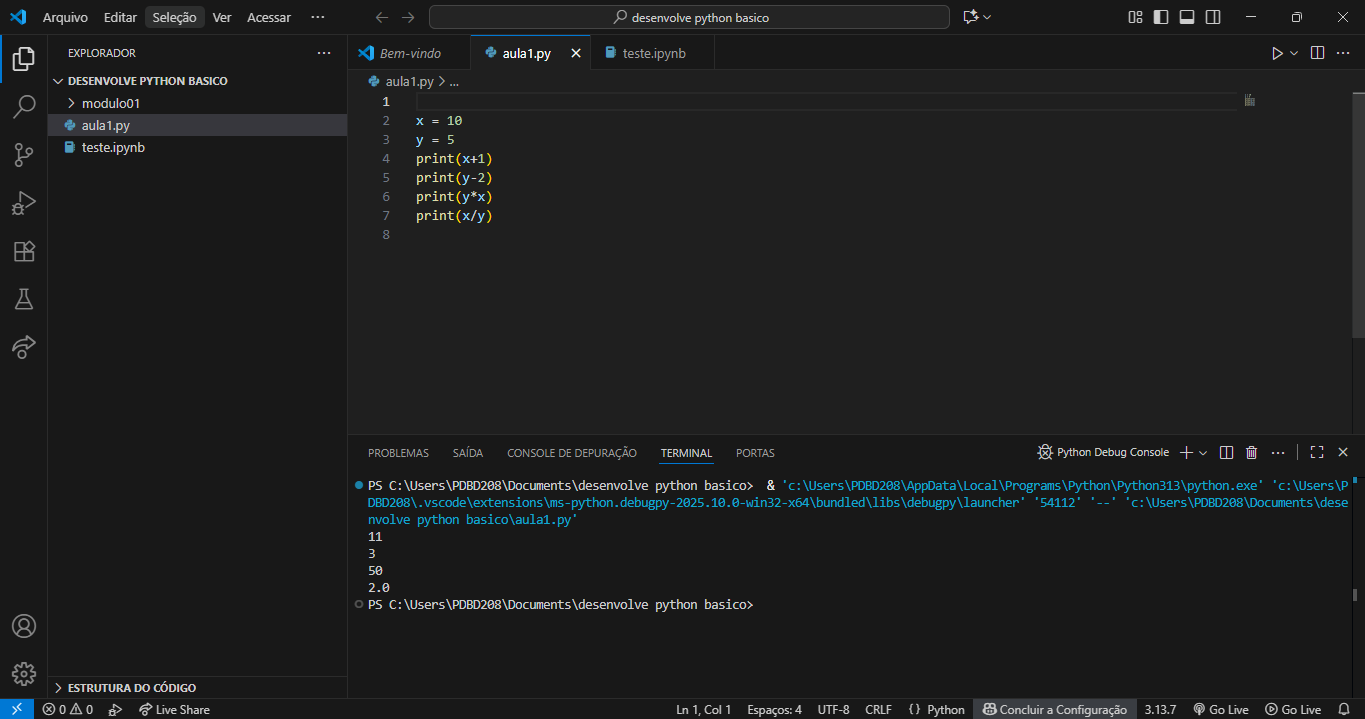 Arquivo Editar Seleção Ver Acessar ··· desenvolve python basico
EXPLORADOR ···
DESENVOLVE PYTHON BASICO
modulo01
aula1.py
teste.ipynb
ESTRUTURA DO CÓDIGO
Bem-vindo aula1.py teste.ipynb
aula1.py > ...
1
2 x = 10
3 y = 5
4 print(x+1)
5 print(y-2)
6 print(y*x)
7 print(x/y)
8
PROBLEMAS SAÍDA CONSOLE DE DEPURAÇÃO TERMINAL PORTAS Python Debug Console
PS C:\Users\PDBD208\Documents\desenvolve python basico> & 'c:\Users\PDBD208\AppData\Local\Programs\Python\Python313\python.exe' 'c:\Users\P
DBD208\.vscode\extensions\ms-python.debugpy-2025.10.0-win32-x64\bundled\libs\debugpy\launcher' '54112' '--' 'c:\Users\PDBD208\Documents\dese
nvolve python basico\aula1.py'
11
3
50
2.0
PS C:\Users\PDBD208\Documents\desenvolve python basico>
0 0 Live Share Ln 1, Col 1 Espaços: 4 UTF-8 CRLF {} Python Concluir a Configuração 3.13.7 Go Live Go Live